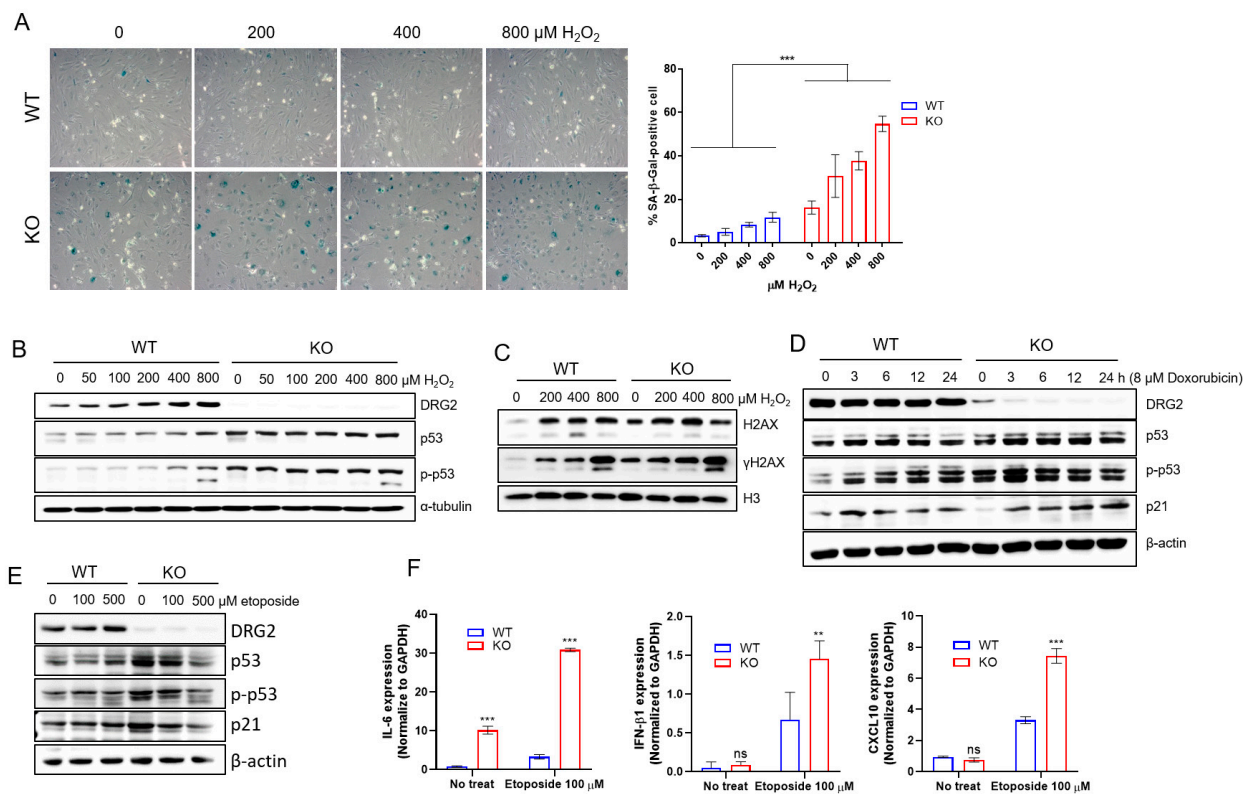 A
0 200 400 800 μM H₂O₂
WT
KO
***
80
60
40
20
0
% SA-β-Gal-positive cell
WT
KO
0 200 400 800 0 200 400 800
μM H₂O₂
B
WT KO
0 50 100 200 400 800 0 50 100 200 400 800 μM H₂O₂
DRG2
p53
p-p53
α-tubulin
C
WT KO
0 200 400 800 0 200 400 800 μM H₂O₂
H2AX
γH2AX
H3
D
WT KO
0 3 6 12 24 0 3 6 12 24 h (8 μM Doxorubicin)
DRG2
p53
p-p53
p21
β-actin
E
WT KO
0 100 500 0 100 500 μM etoposide
DRG2
p53
p-p53
p21
β-actin
F
IL-6 expression
(Normalize to GAPDH)
40
30
20
10
0
WT
KO
***
***
No treat Etoposide 100 μM
IFN-β1 expression
(Normalized to GAPDH)
2.0
1.5
1.0
0.5
0.0
WT
KO
ns
**
No treat Etoposide 100 μM
CXCL10 expression
(Normalized to GAPDH)
10
8
6
4
2
0
WT
KO
ns
***
No treat Etoposide 100 μM